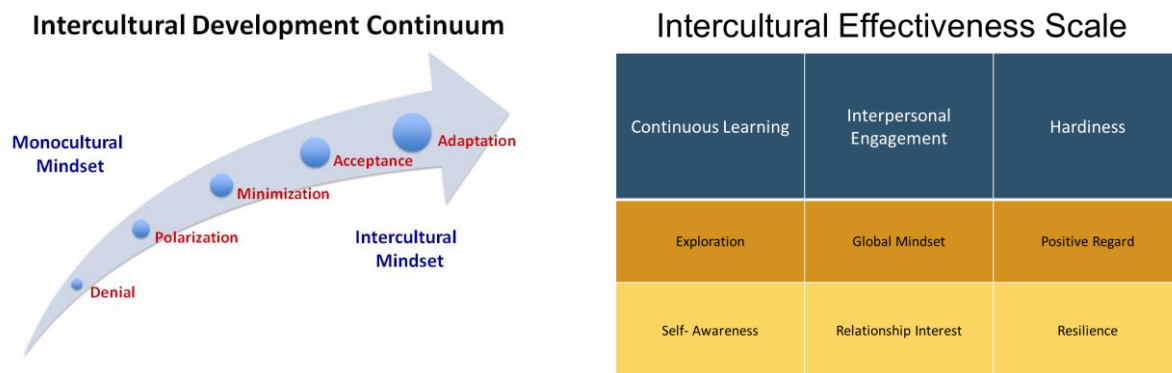 Intercultural Development Continuum
Monocultural
Mindset
Adaptation
Acceptance
Minimization
Polarization
Intercultural
Mindset
Denial
Intercultural Effectiveness Scale
Continuous Learning
Interpersonal
Engagement
Hardiness
Exploration
Global Mindset
Positive Regard
Self- Awareness
Relationship Interest
Resilience